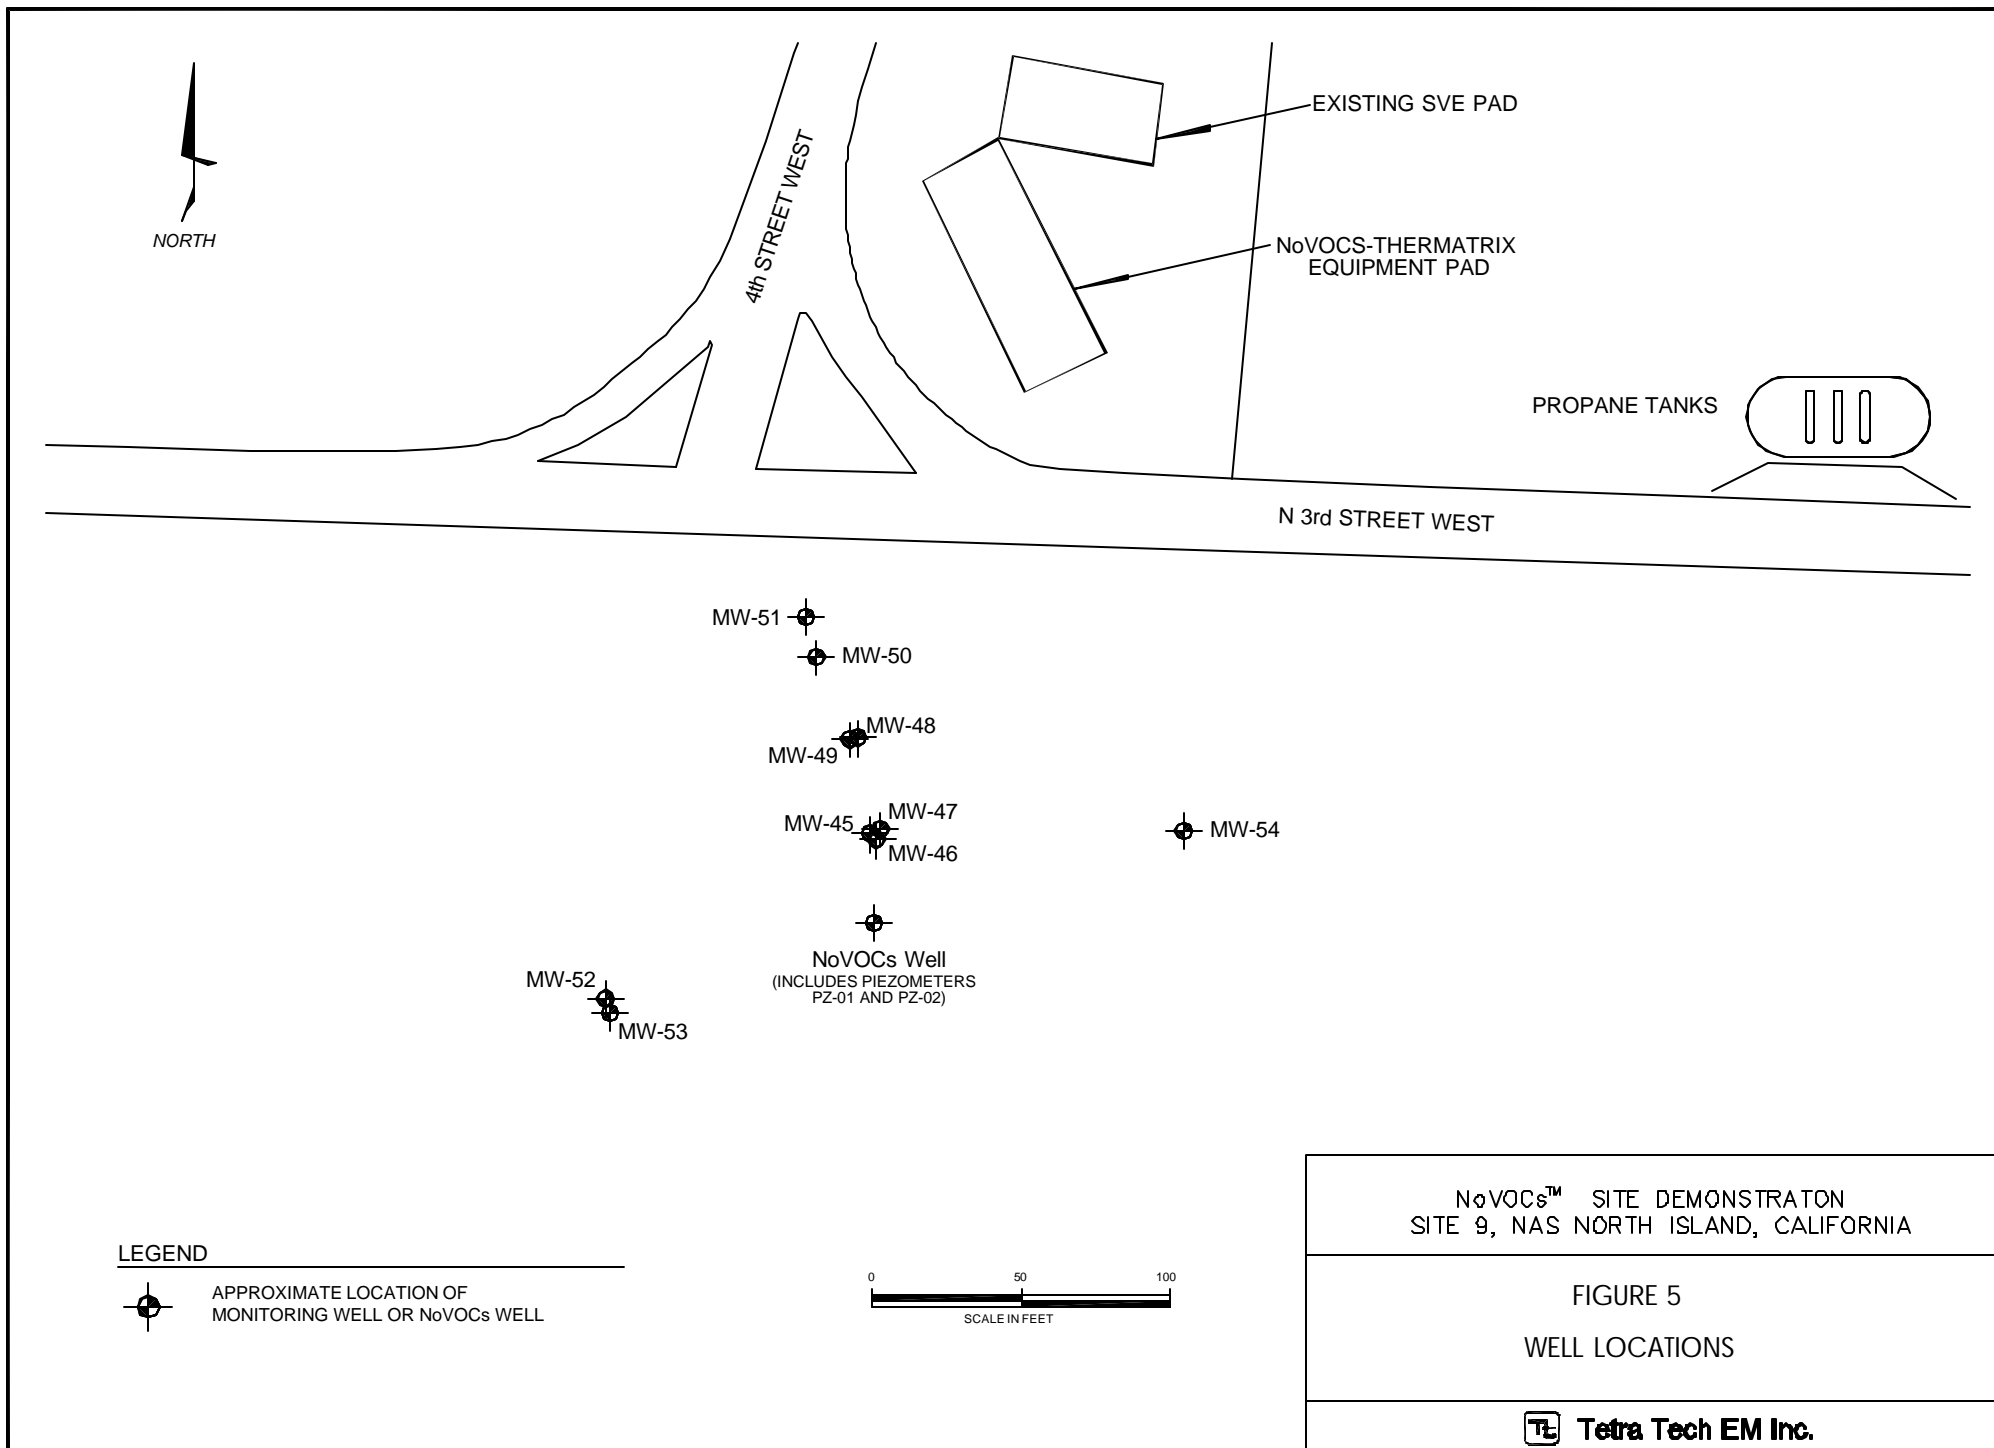 EXISTING SVE PAD
4th STREET WEST
NORTH
NoVOCS-THERMATRIX
EQUIPMENT PAD
PROPANE TANKS
N 3rd STREET WEST
MW-51
MW-50
MW-48
MW-49
MW-47
MW-45
MW-46
MW-54
NoVOCs Well
(INCLUDES PIEZOMETERS
PZ-01 AND PZ-02)
MW-52
MW-53
LEGEND
APPROXIMATE LOCATION OF
MONITORING WELL OR NoVOCs WELL
0 50 100
SCALE IN FEET
NoVOCs™ SITE DEMONSTRATON
SITE 9, NAS NORTH ISLAND, CALIFORNIA
FIGURE 5
WELL LOCATIONS
Tt Tetra Tech EM Inc.